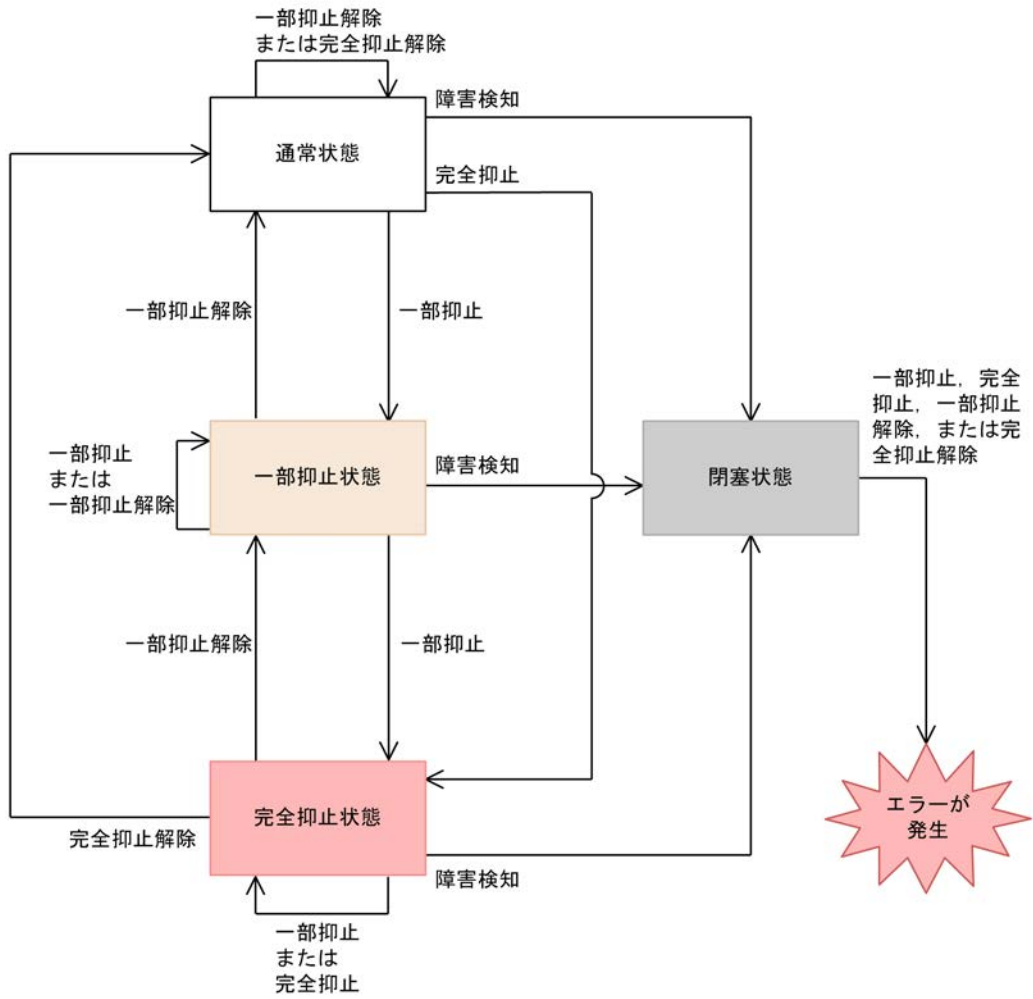 一部抑止解除
または完全抑止解除
障害検知
通常状態
完全抑止
一部抑止解除
一部抑止
一部抑止，完全
抑止，一部抑止
解除，または完
全抑止解除
一部抑止
または
一部抑止解除
一部抑止状態
障害検知
閉塞状態
一部抑止解除
一部抑止
完全抑止状態
エラーが
発生
完全抑止解除
障害検知
一部抑止
または
完全抑止